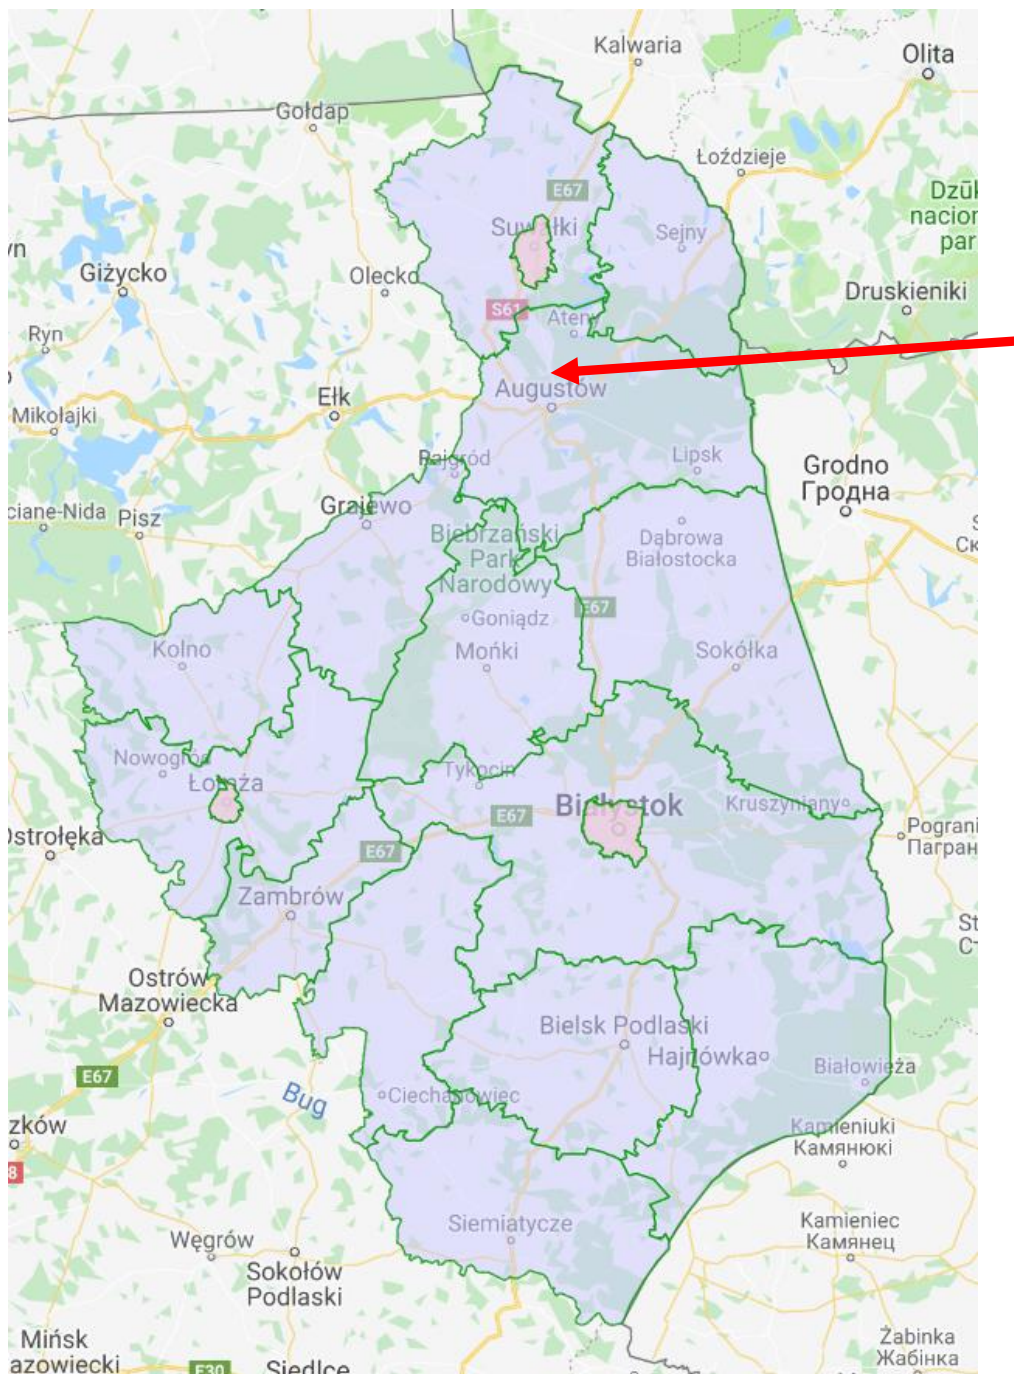 Kalwaria
Olita
Gołdap
Łoździeje
E67
nacior
par
Suwałki
Sejny
Giżycko
Olecko
Druskieniki
S61
Ateny
Ryn
Augustów
Ełk
Mikołajki
Rajgród
Lipsk
Grodno
Гродна
ciane-Nida
Pisz
Grajewo
Biebrzański
Park
Narodowy
Dąbrowa
Białostocka
Goniądz
E67
Kolno
Mońki
Sokółka
Nowogród
Łomża
Tykocin
E67
Białystok
Kruszyniany
Ostrołęka
E67
Pograni
Пагран
Zambrów
Ostrów
Mazowiecka
Bielsk Podlaski
Hajnówka
Białowieża
E67
Bug
Ciechanowiec
zków
Kamieniuki
Камянюкі
8
Siemiatycze
Kamieniec
Камянец
Węgrów
Sokołów
Podlaski
Mińsk
azowiecki
E30
Siedlce
Żabinka
Жабінка